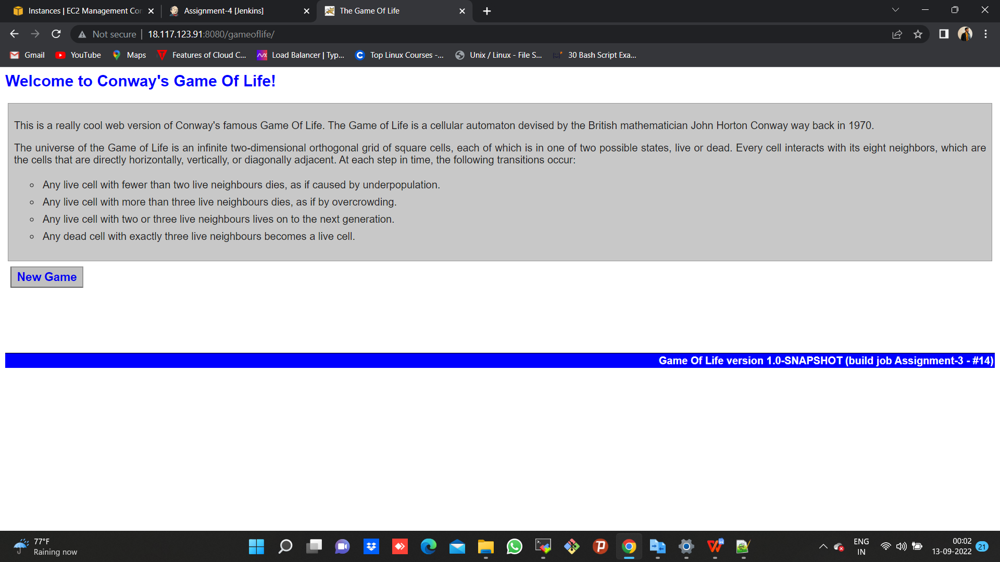 Instances | EC2 Management Con
Assignment-4 [Jenkins]
The Game Of Life
Not secure
18.117.123.91:8080/gameoflife/
Gmail
YouTube
Maps
Features of Cloud C...
Load Balancer | Typ...
Top Linux Courses -...
Unix / Linux - File S...
30 Bash Script Exa...
Welcome to Conway's Game Of Life!
This is a really cool web version of Conway's famous Game Of Life. The Game of Life is a cellular automaton devised by the British mathematician John Horton Conway way back in 1970.
The universe of the Game of Life is an infinite two-dimensional orthogonal grid of square cells, each of which is in one of two possible states, live or dead. Every cell interacts with its eight neighbors, which are
the cells that are directly horizontally, vertically, or diagonally adjacent. At each step in time, the following transitions occur:
Any live cell with fewer than two live neighbours dies, as if caused by underpopulation.
Any live cell with more than three live neighbours dies, as if by overcrowding.
Any live cell with two or three live neighbours lives on to the next generation.
Any dead cell with exactly three live neighbours becomes a live cell.
New Game
Game Of Life version 1.0-SNAPSHOT (build job Assignment-3 - #14)
77°F
Raining now
ENG
IN
00:02
13-09-2022
21